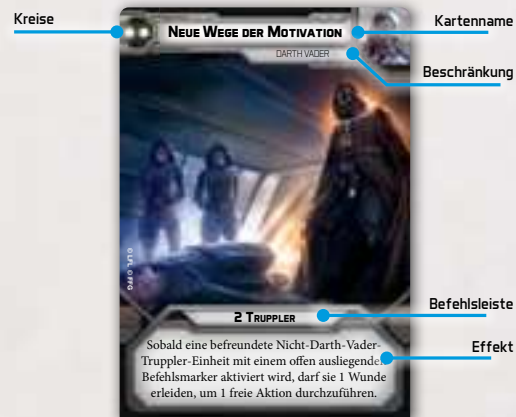 Kreise
Kartenname
NEUE WEGE DER MOTIVATION
DARTH VADER
Beschränkung
© LFL © FFG
Befehlsleiste
2 TRUPPLER
Effekt
Sobald eine befreundete Nicht-Darth-Vader-
Truppler-Einheit mit einem offen ausliegenden
Befehlsmarker aktiviert wird, darf sie 1 Wunde
erleiden, um 1 freie Aktion durchzuführen.